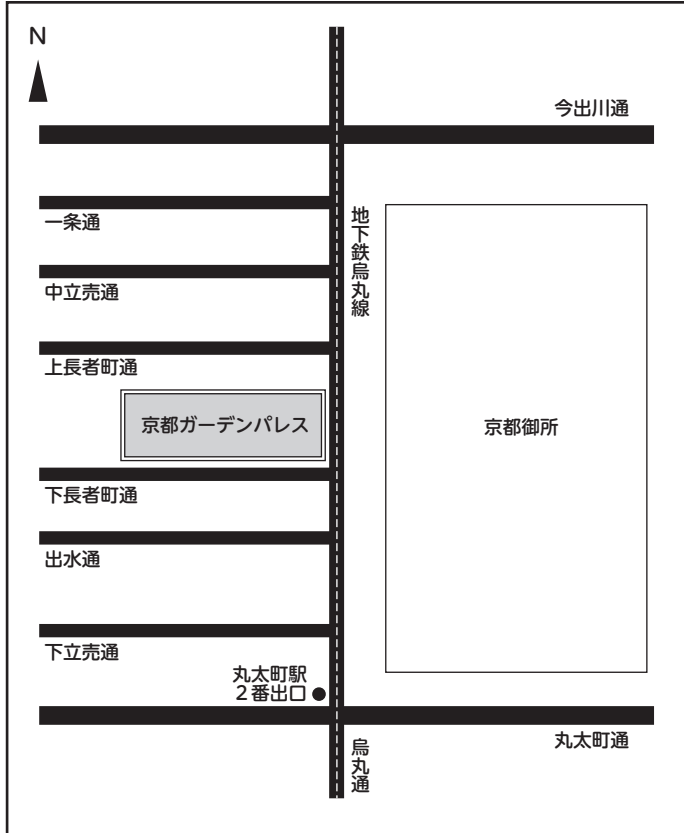 N
今出川通
一条通
地下鉄烏丸線
中立売通
上長者町通
京都ガーデンパレス
京都御所
下長者町通
出水通
下立売通
丸太町駅
２番出口
丸太町通
烏丸通